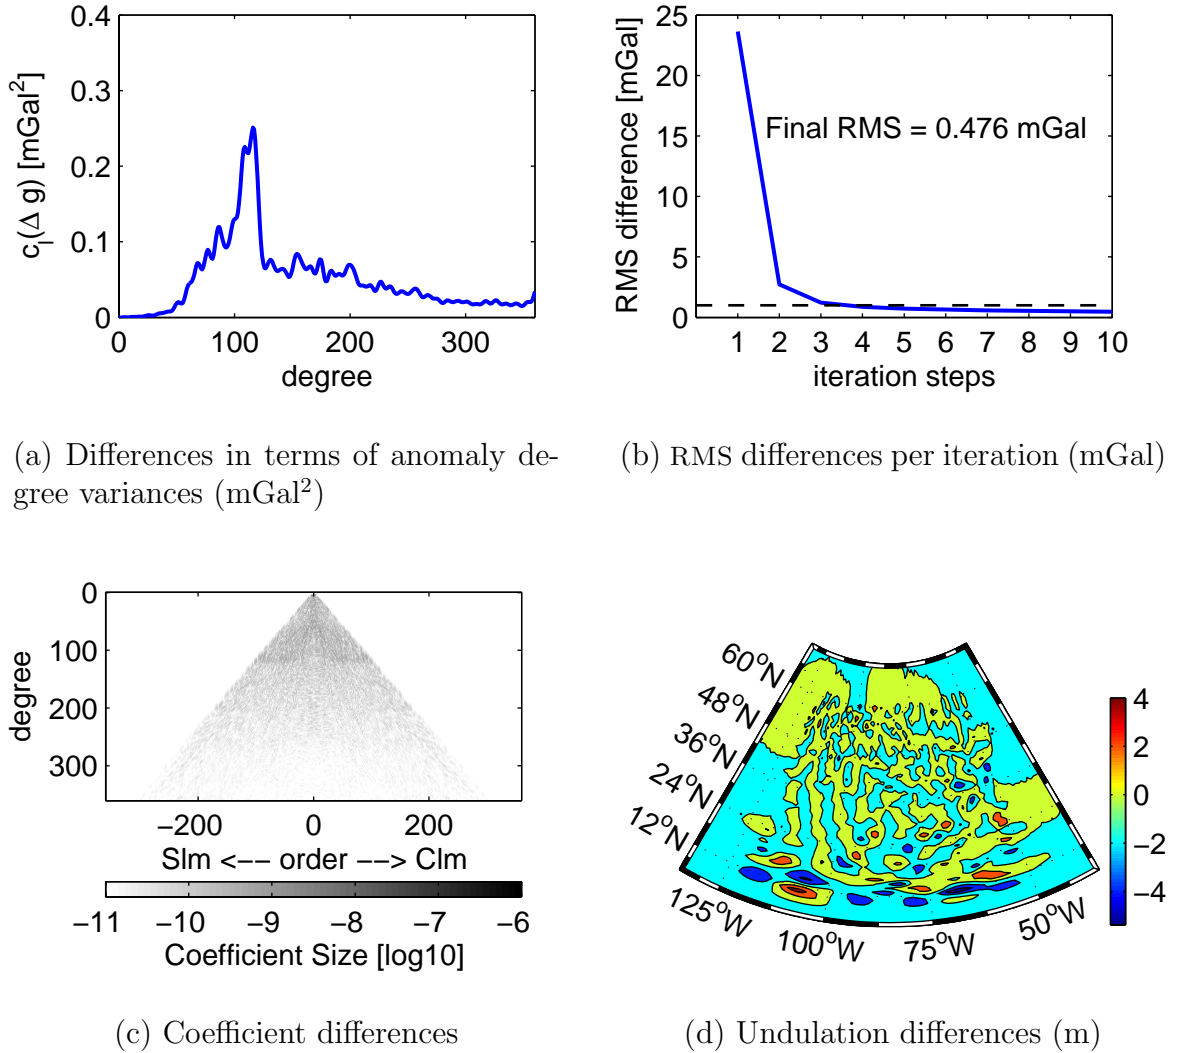 0.4
0.3
0.2
0.1
0
c_l(Δ g) [mGal²]
0 100 200 300
degree
25
20
15
10
5
0
RMS difference [mGal]
Final RMS = 0.476 mGal
1 2 3 4 5 6 7 8 9 10
iteration steps
(a) Differences in terms of anomaly de-
gree variances (mGal²)
(b) RMS differences per iteration (mGal)
0
100
200
300
degree
−200 0 200
Slm <−− order −−> Clm
−11 −10 −9 −8 −7 −6
Coefficient Size [log10]
60°N
48°N
36°N
24°N
12°N
125°W
100°W
75°W
50°W
4
2
0
−2
−4
(c) Coefficient differences
(d) Undulation differences (m)